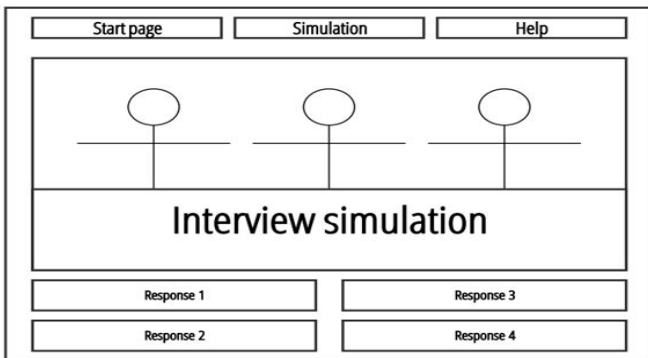 Start page
Simulation
Help
Interview simulation
Response 1
Response 3
Response 2
Response 4